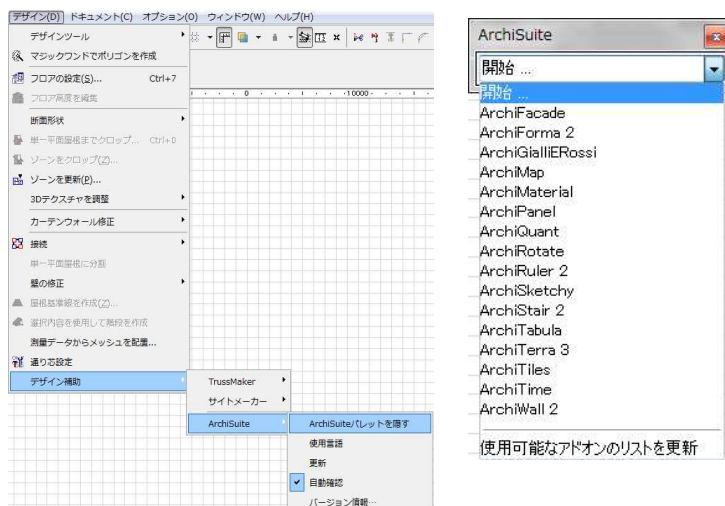 デザイン(D) ドキュメント(C) オプション(O) ウィンドウ(W) ヘルプ(H)
デザインツール
マジックワンドでポリゴンを作成
フロアの設定(S)... Ctrl+7
フロア高度を編集
断面形状
単一平面屋根までクロップ... Ctrl+0
ゾーンをクロップ(Z)...
ゾーンを更新(P)...
3Dテクスチャを調整
カーテンウォール修正
接続
単一平面屋根に分割
壁の修正
屋根基準線を作成(Z)...
選択内容を使用して階段を作成
測量データからメッシュを配置...
通り芯設定
デザイン補助
TrussMaker
サイトメーカー
ArchiSuite
ArchiSuiteパレットを隠す
使用言語
更新
自動確認
バージョン情報…
0 10000
ArchiSuite
開始 ...
開始 ...
ArchiFacade
ArchiForma 2
ArchiGialliERossi
ArchiMap
ArchiMaterial
ArchiPanel
ArchiQuant
ArchiRotate
ArchiRuler 2
ArchiSketchy
ArchiStair 2
ArchiTabula
ArchiTerra 3
ArchiTiles
ArchiTime
ArchiWall 2
使用可能なアドオンのリストを更新